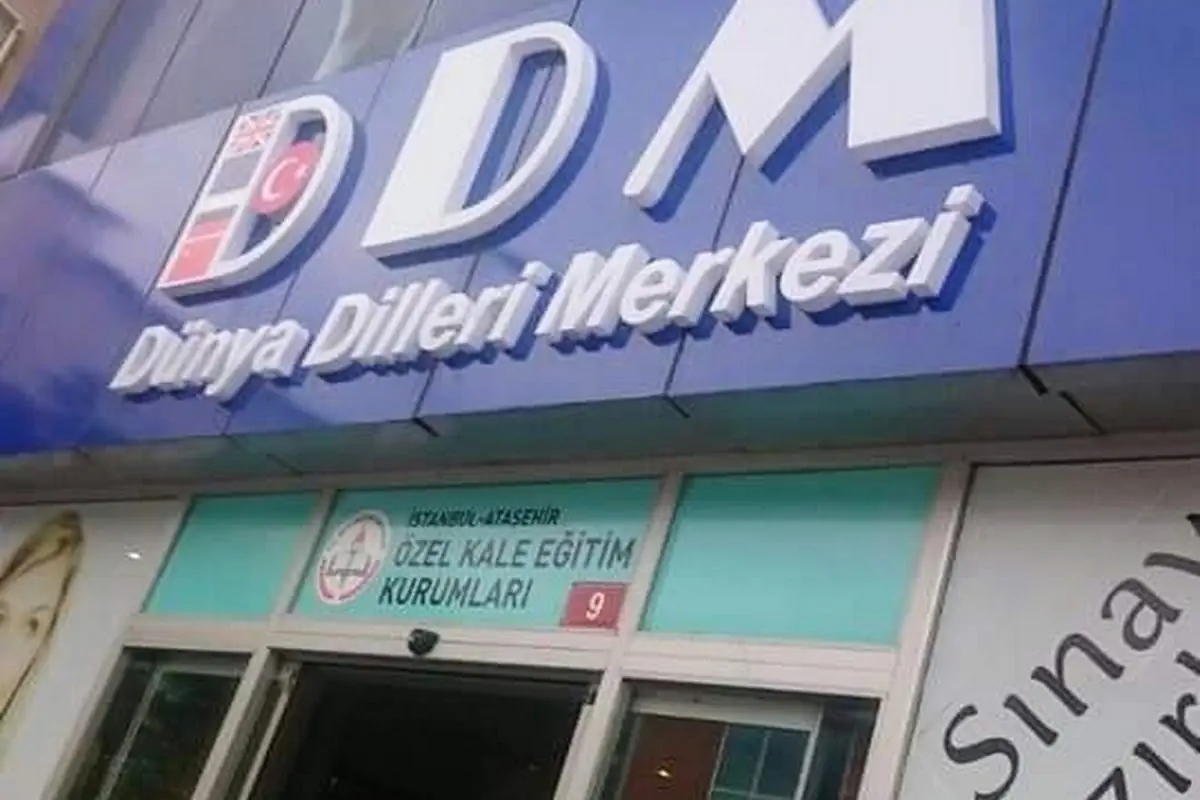 DDM
Dünya Dilleri Merkezi
İSTANBUL-ATAŞEHİR
ÖZEL KALE EĞİTİM
KURUMLARI
9
Sınav